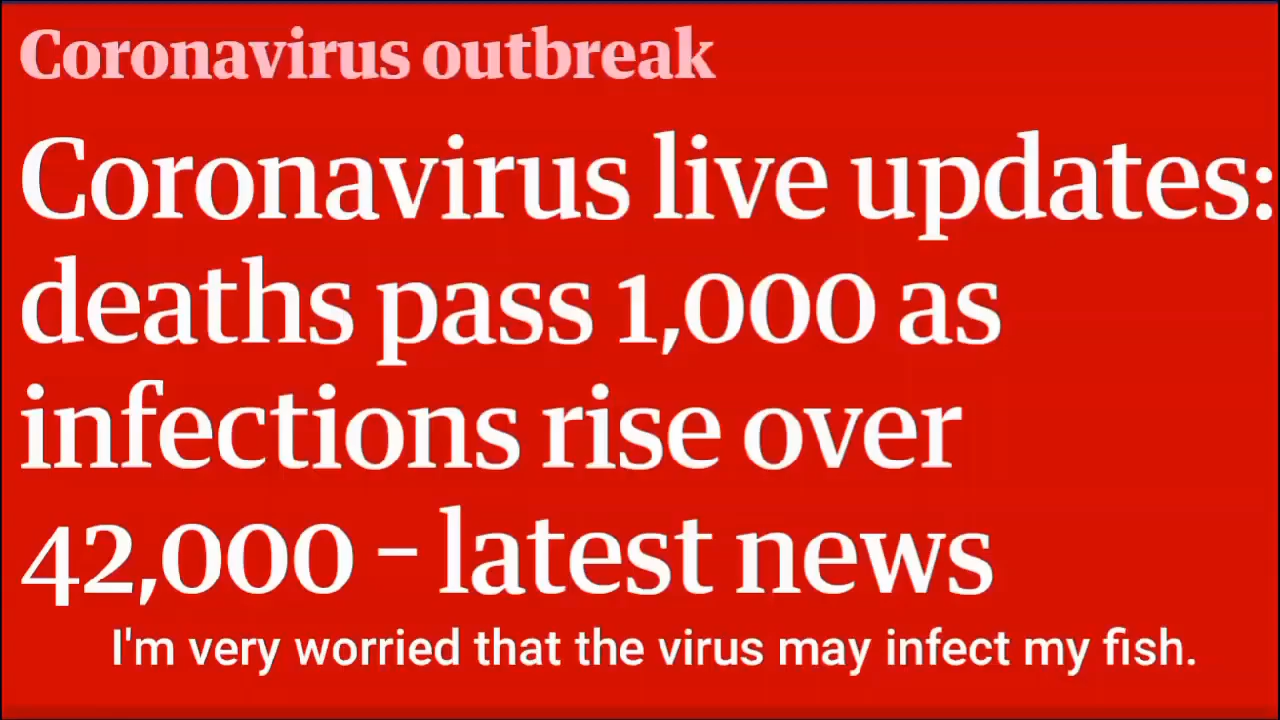 Coronavirus outbreak
Coronavirus live updates:
deaths pass 1,000 as
infections rise over
42,000 – latest news
I'm very worried that the virus may infect my fish.